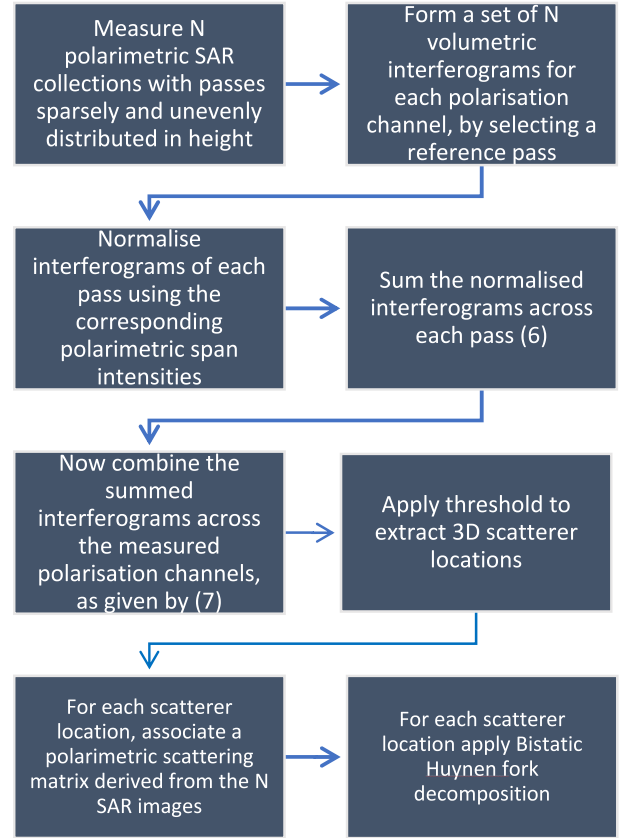 Measure N
polarimetric SAR
collections with passes
sparsely and unevenly
distributed in height
Form a set of N
volumetric
interferograms for
each polarisation
channel, by selecting a
reference pass
Normalise
interferograms of each
pass using the
corresponding
polarimetric span
intensities
Sum the normalised
interferograms across
each pass (6)
Now combine the
summed
interferograms across
the measured
polarisation channels,
as given by (7)
Apply threshold to
extract 3D scatterer
locations
For each scatterer
location, associate a
polarimetric scattering
matrix derived from the N
SAR images
For each scatterer
location apply Bistatic
Huynen fork
decomposition